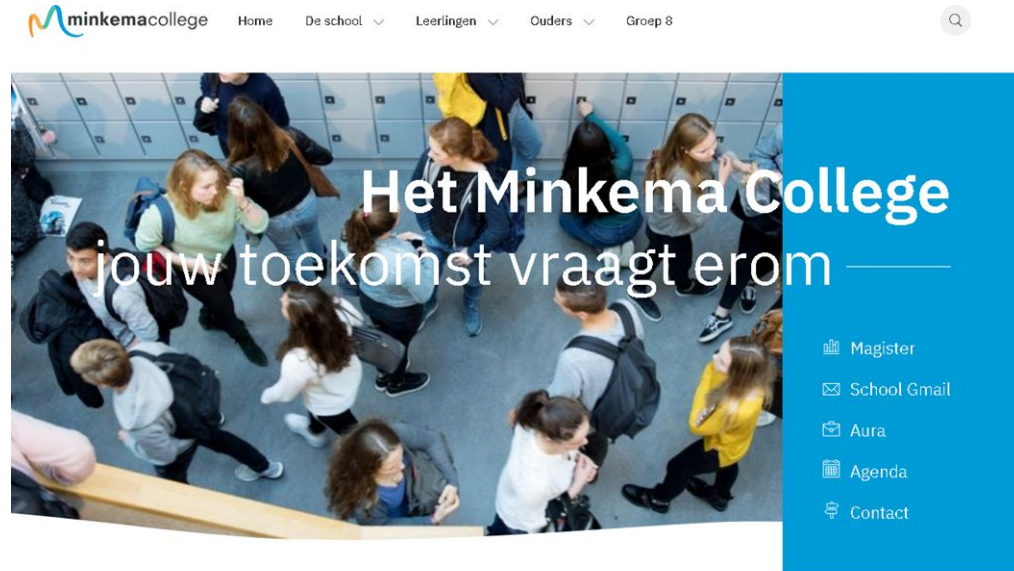 minkemacollege Home De school Leerlingen Ouders Groep 8
Het Minkema College
jouw toekomst vraagt erom
Magister
School Gmail
Aura
Agenda
Contact